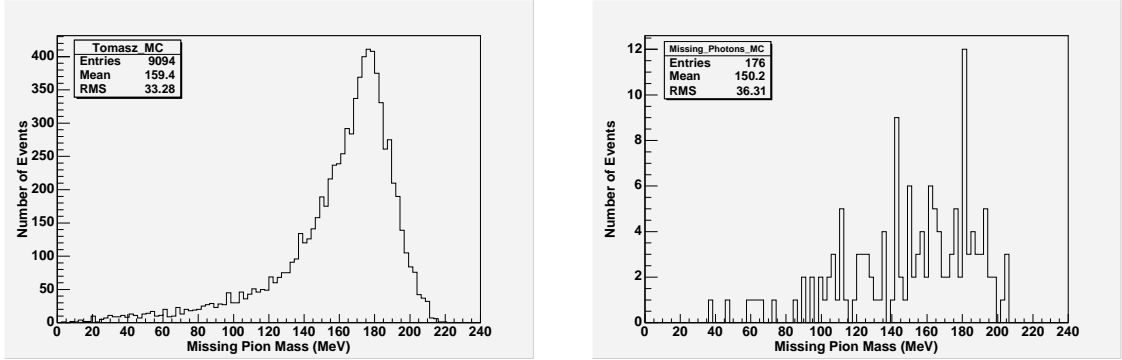 Tomasz_MC
Entries 9094
Mean 159.4
RMS 33.28
Number of Events
400
350
300
250
200
150
100
50
0
0 20 40 60 80 100 120 140 160 180 200 220 240
Missing Pion Mass (MeV)
Missing_Photons_MC
Entries 176
Mean 150.2
RMS 36.31
Number of Events
12
10
8
6
4
2
0
0 20 40 60 80 100 120 140 160 180 200 220 240
Missing Pion Mass (MeV)